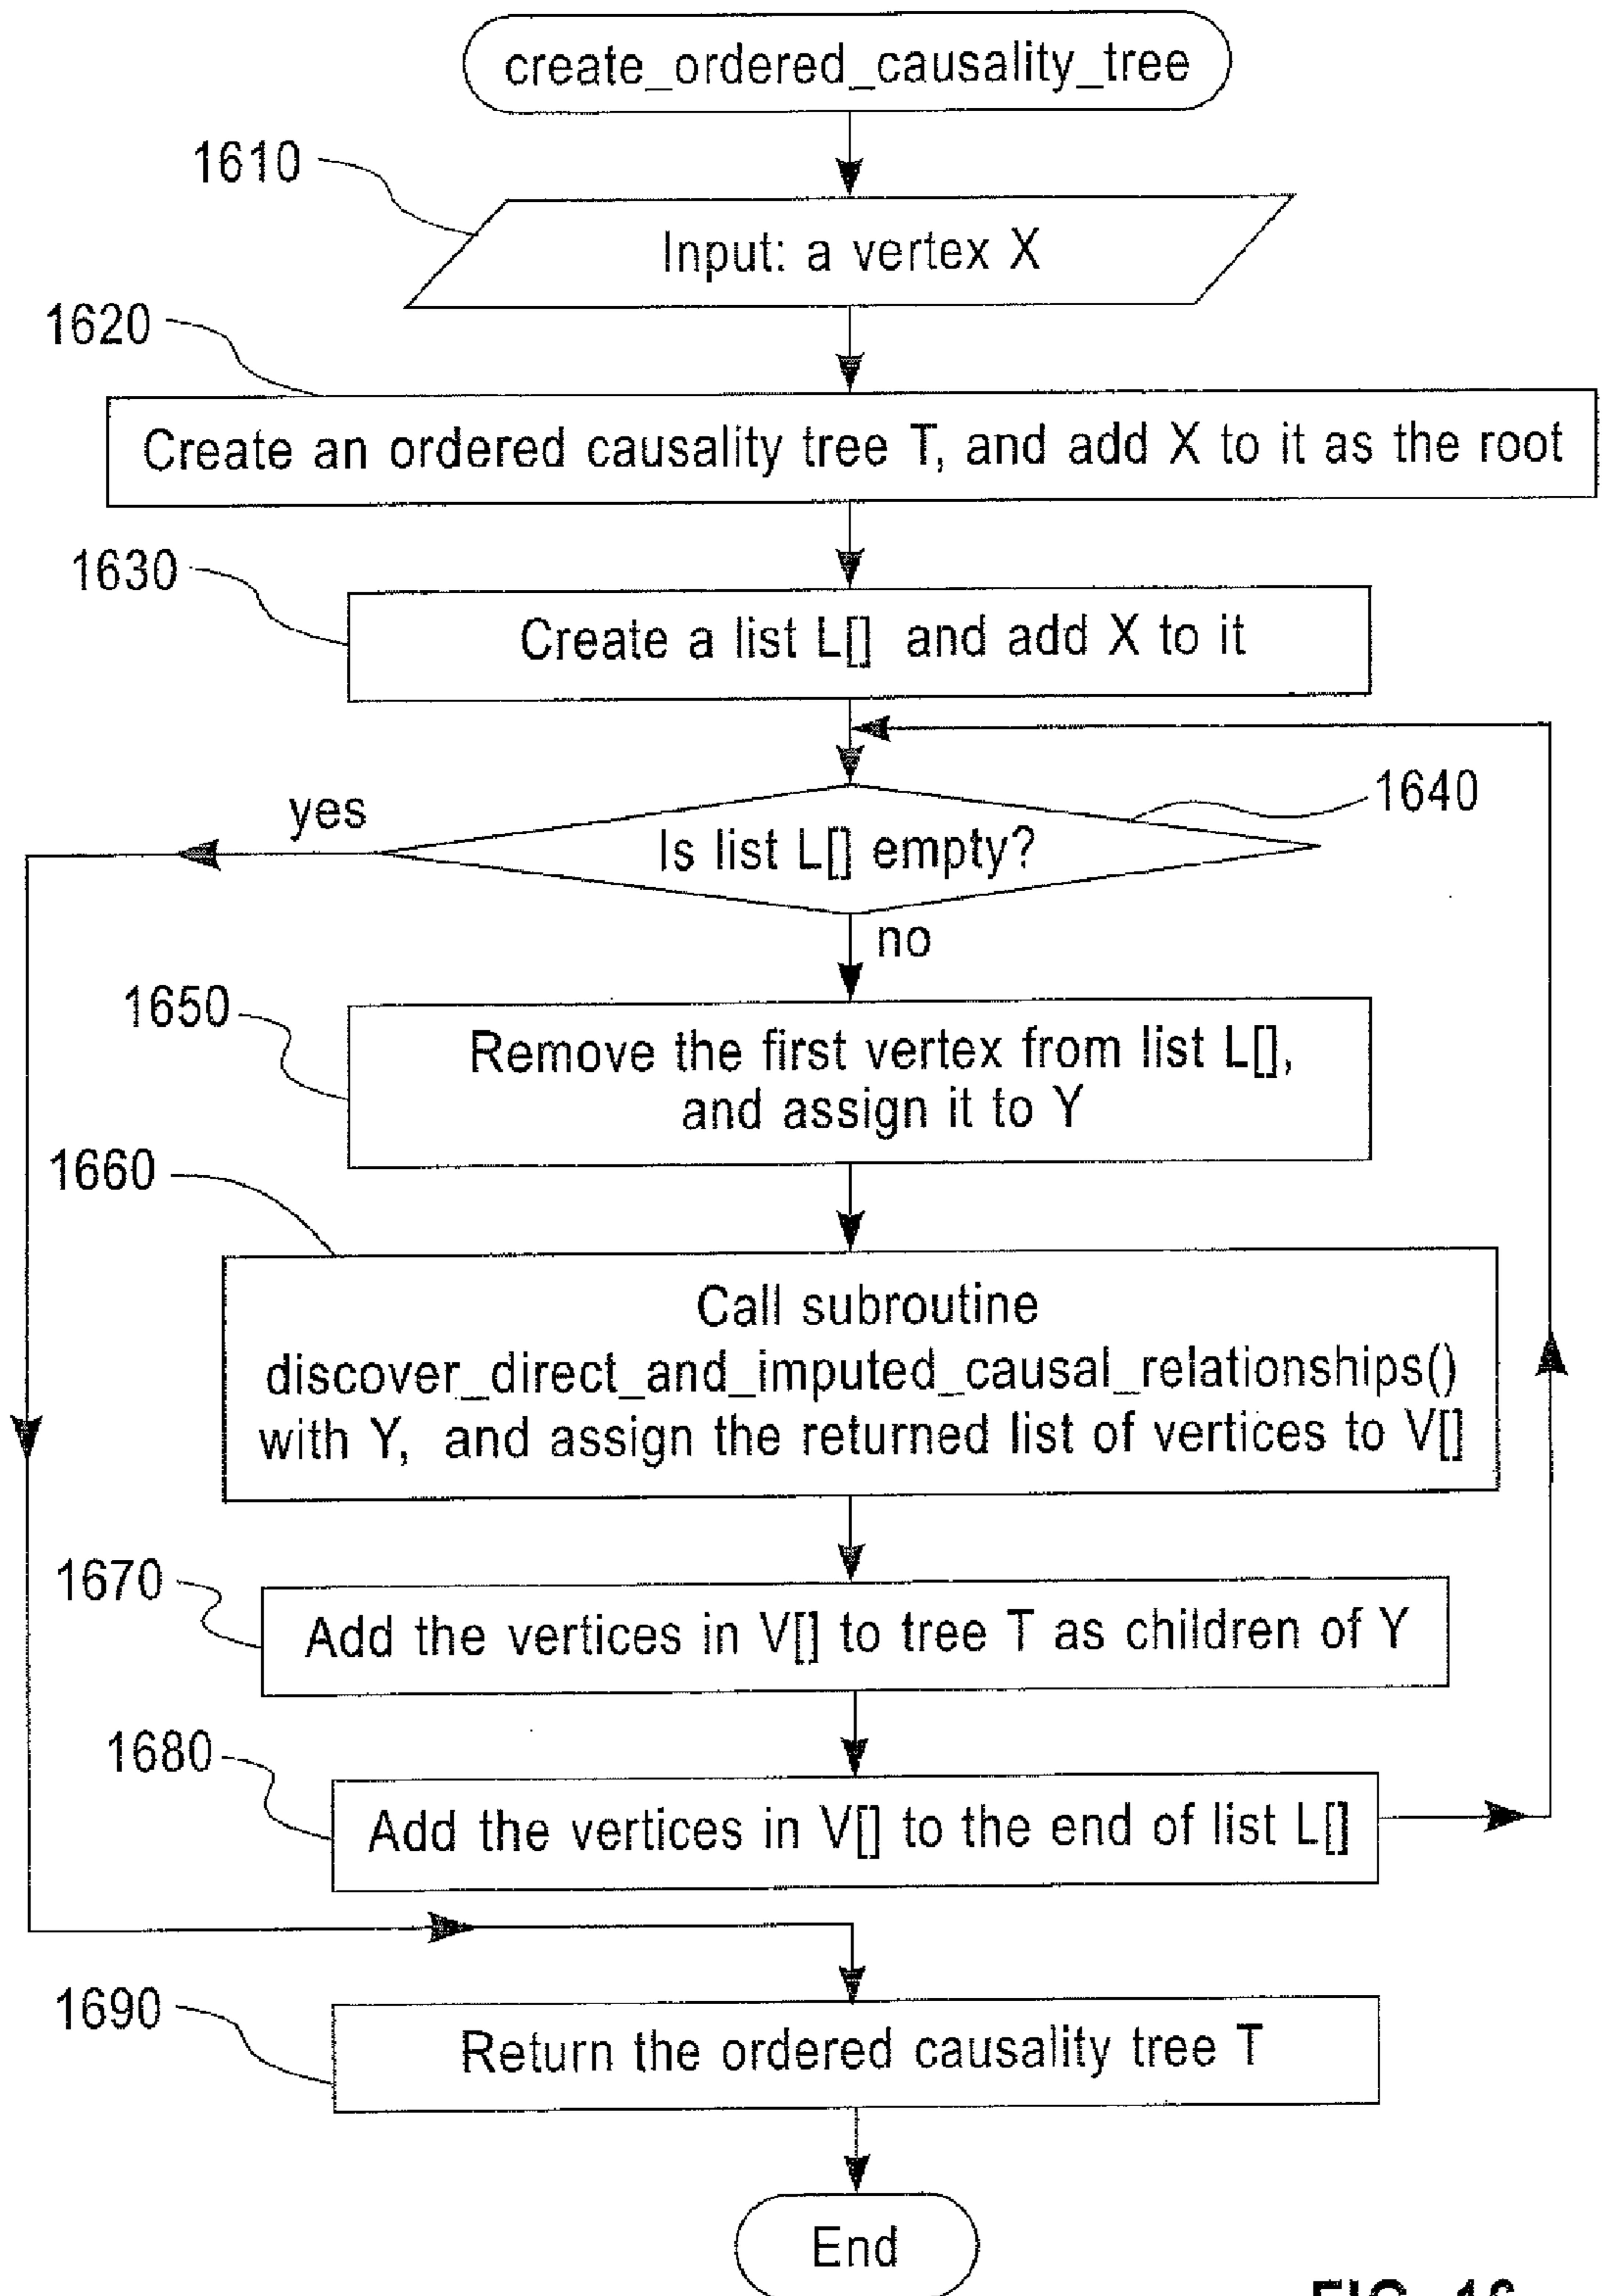 create_ordered_causality_tree
1610
Input: a vertex X
1620
Create an ordered causality tree T, and add X to it as the root
1630
Create a list L[] and add X to it
1640
yes
Is list L[] empty?
no
1650
Remove the first vertex from list L[],
and assign it to Y
1660
Call subroutine
discover_direct_and_imputed_causal_relationships()
with Y, and assign the returned list of vertices to V[]
1670
Add the vertices in V[] to tree T as children of Y
1680
Add the vertices in V[] to the end of list L[]
1690
Return the ordered causality tree T
End
FIG. 16